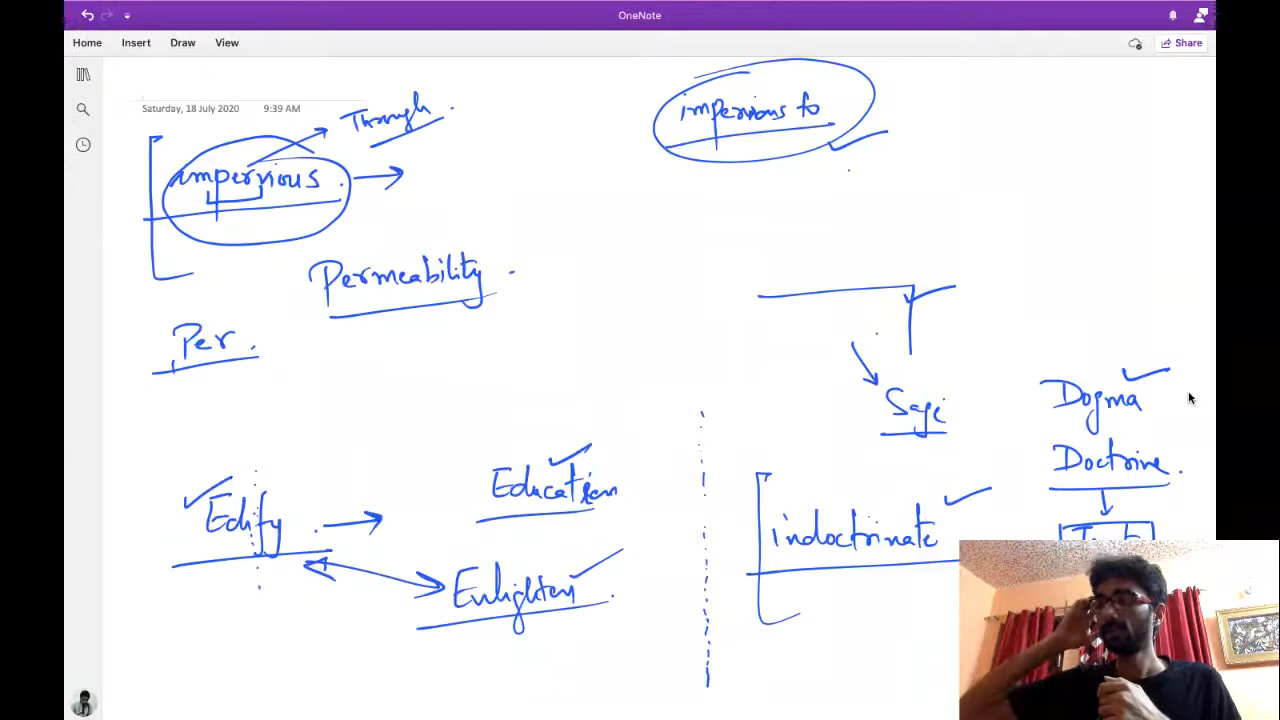 OneNote
Home Insert Draw View Share
Saturday, 18 July 2020 9:39 AM
Through.
impervious to
impervious.
Permeability.
Per.
Sage
Dogma
Doctrine.
Education
Edify.
indoctrinate
Enlighten.